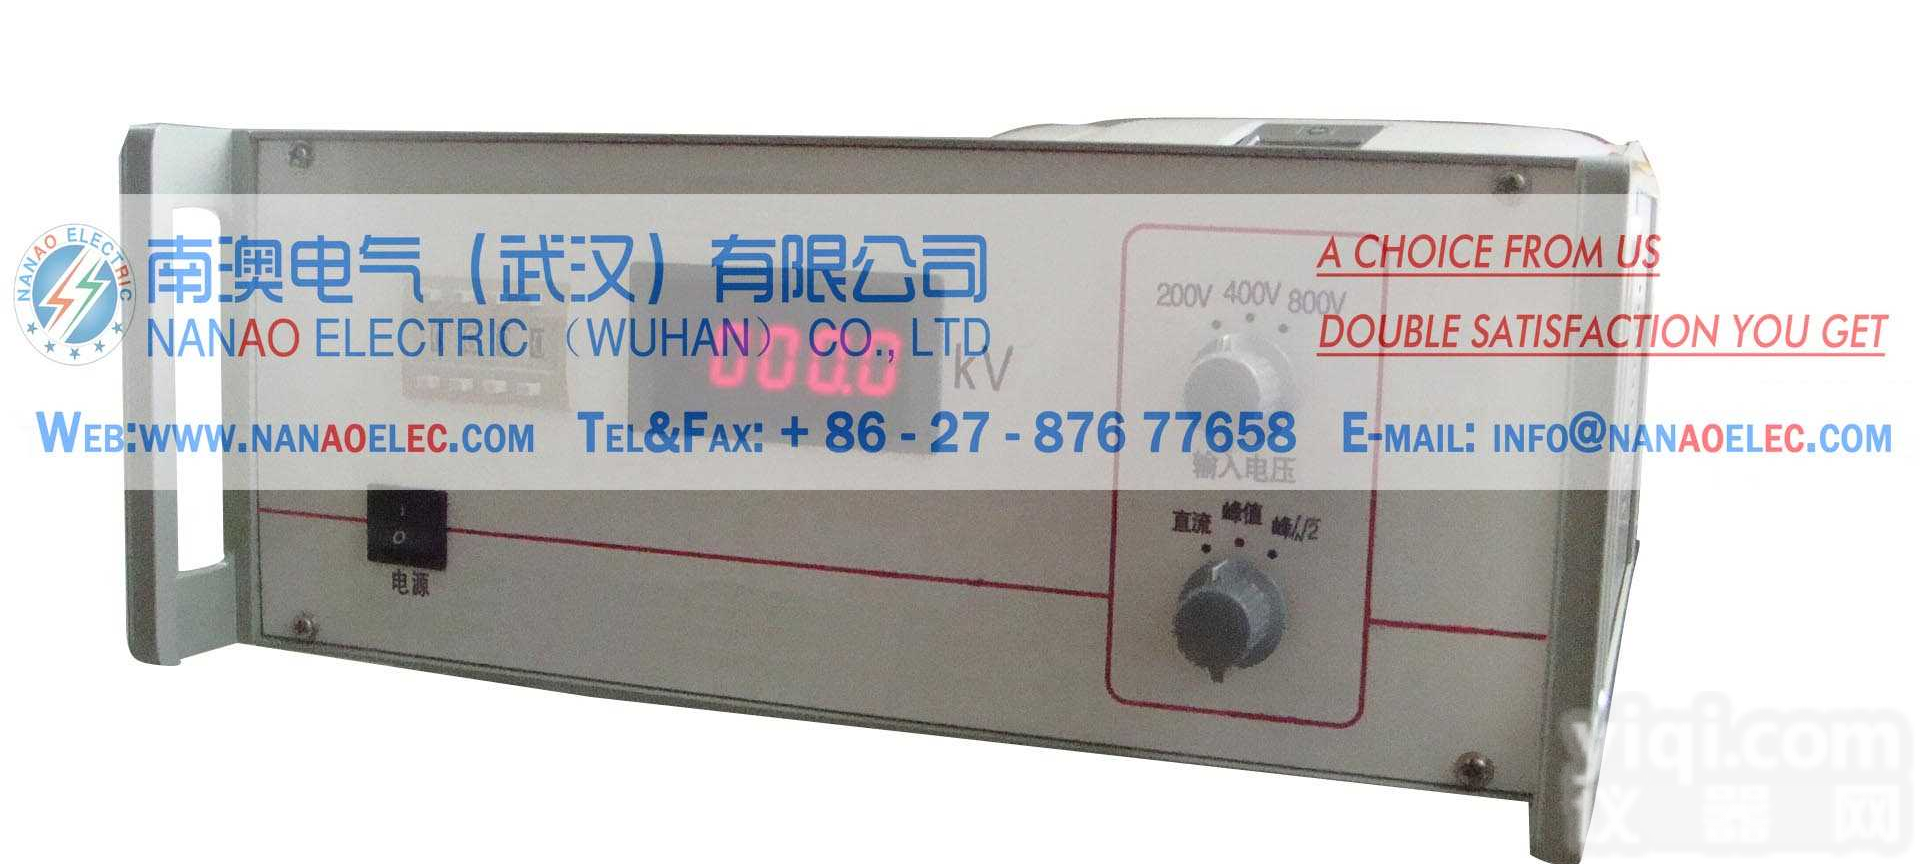 NANAO ELECTRIC
南澳电气（武汉）有限公司
NANAO ELECTRIC（WUHAN）CO., LTD
A CHOICE FROM US
DOUBLE SATISFACTION YOU GET
WEB:WWW.NANAOELEC.COM TEL&FAX: + 86 - 27 - 876 77658 E-MAIL: INFO@NANAOELEC.COM
200V 400V 800V
000.0 kV
输入电压
直流 峰值 峰/√2
I
O
电源
yiqi.com
仪器网